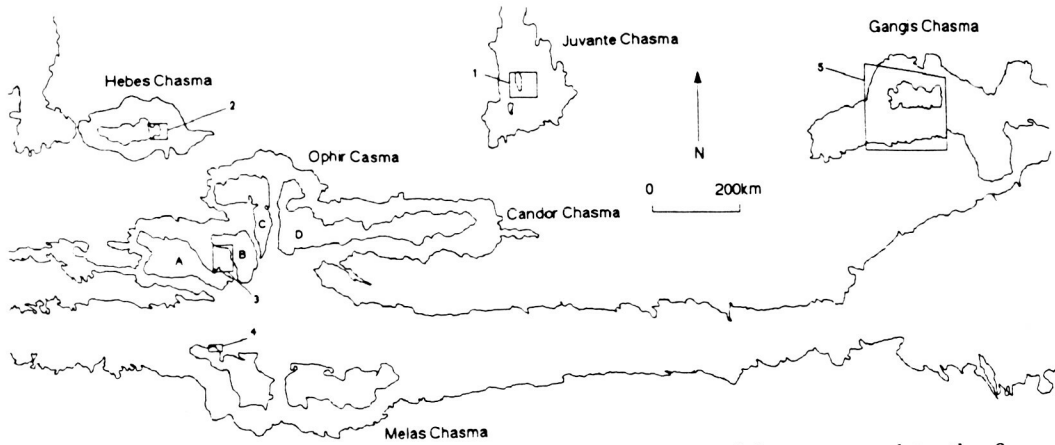 Juvante Chasma
Gangis Chasma
Hebes Chasma
1
5
2
N
Ophir Casma
0 200km
Candor Chasma
C
D
A
B
3
4
Melas Chasma